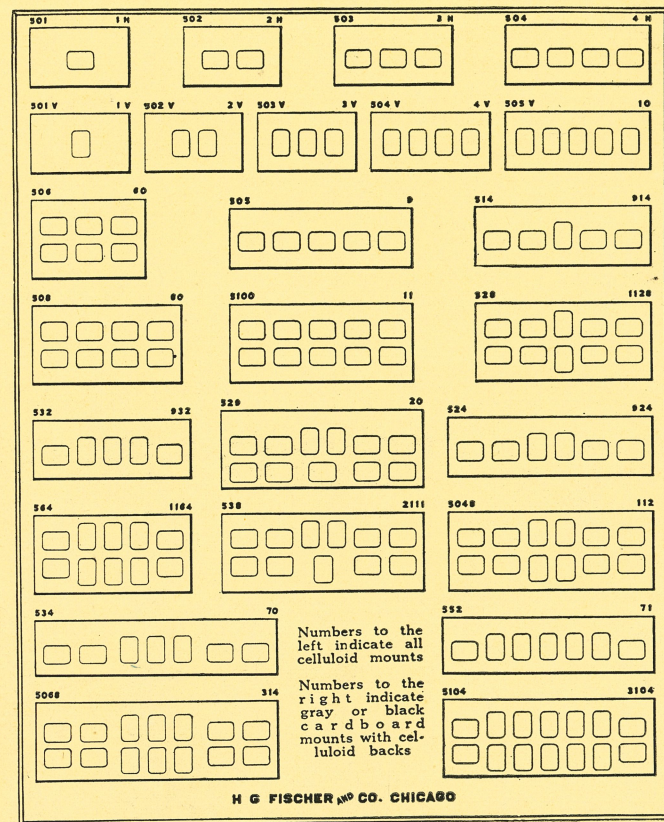 501 1 H
502 2 H
503 3 H
504 4 H
501 V 1 V
502 V 2 V
503 V 3 V
504 V 4 V
505 V 10
506 60
505 9
514 914
508 80
5100 11
528 1128
532 932
529 20
524 924
564 1164
538 2111
5048 112
534 70
552 71
Numbers to the
left indicate all
celluloid mounts
Numbers to the
right indicate
gray or black
cardboard
mounts with cel-
luloid backs
5068 314
5104 3104
H G FISCHER AND CO. CHICAGO